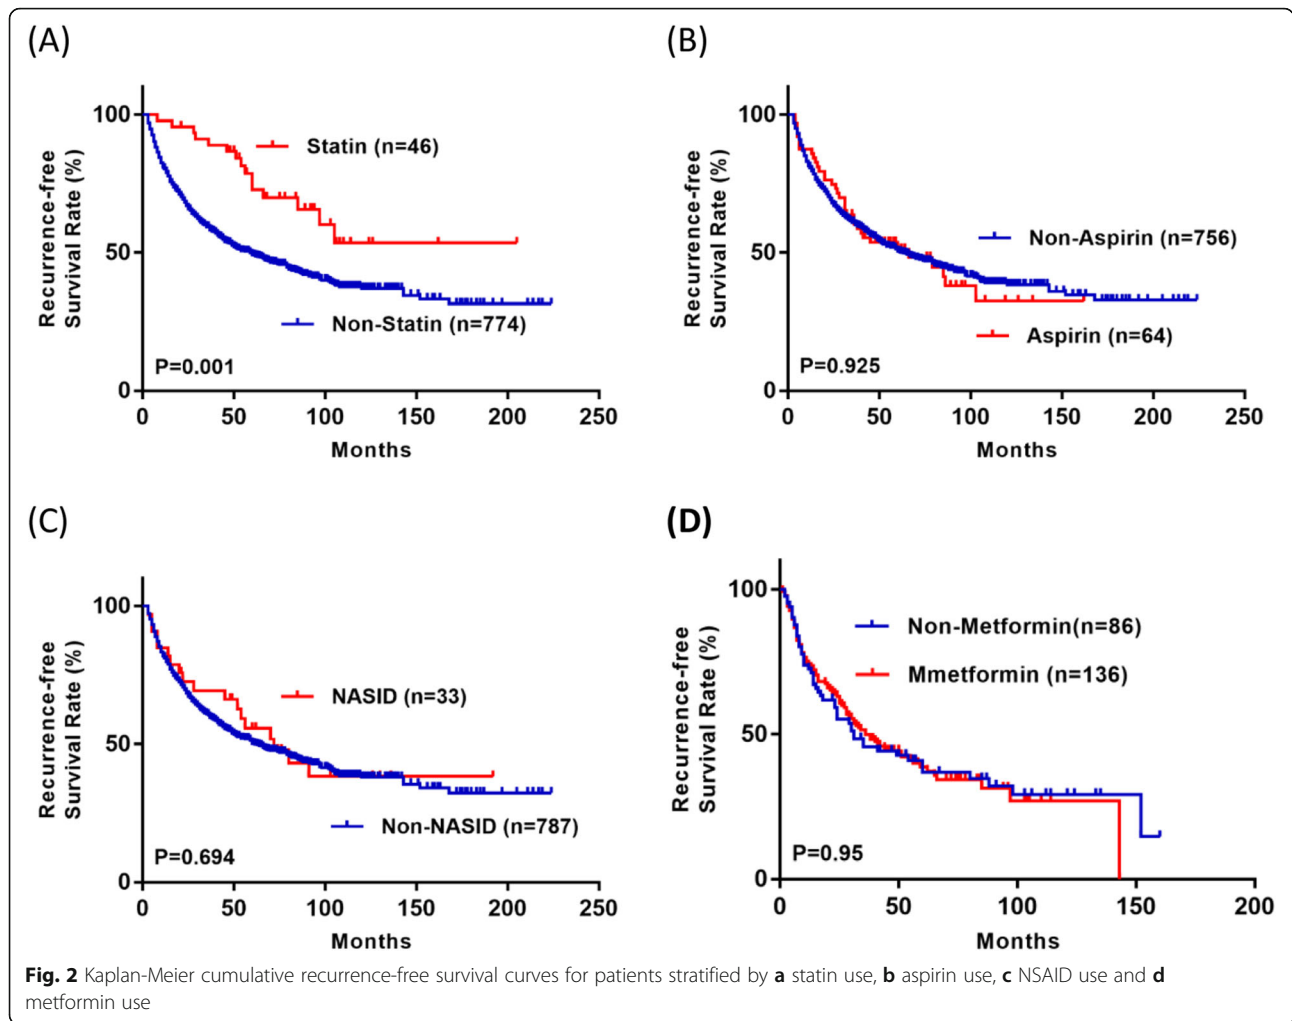 (A)
100
50
0
Recurrence-free
Survival Rate (%)
Statin (n=46)
Non-Statin (n=774)
P=0.001
0 50 100 150 200 250
Months
(B)
100
50
0
Recurrence-free
Survival Rate (%)
Non-Aspirin (n=756)
Aspirin (n=64)
P=0.925
0 50 100 150 200 250
Months
(C)
100
50
0
Recurrence-free
Survival Rate (%)
NASID (n=33)
Non-NASID (n=787)
P=0.694
0 50 100 150 200 250
Months
(D)
100
50
0
Recurrence-free
Survival Rate (%)
Non-Metformin(n=86)
Mmetformin (n=136)
P=0.95
0 50 100 150 200
Months
Fig. 2 Kaplan-Meier cumulative recurrence-free survival curves for patients stratified by a statin use, b aspirin use, c NSAID use and d
metformin use